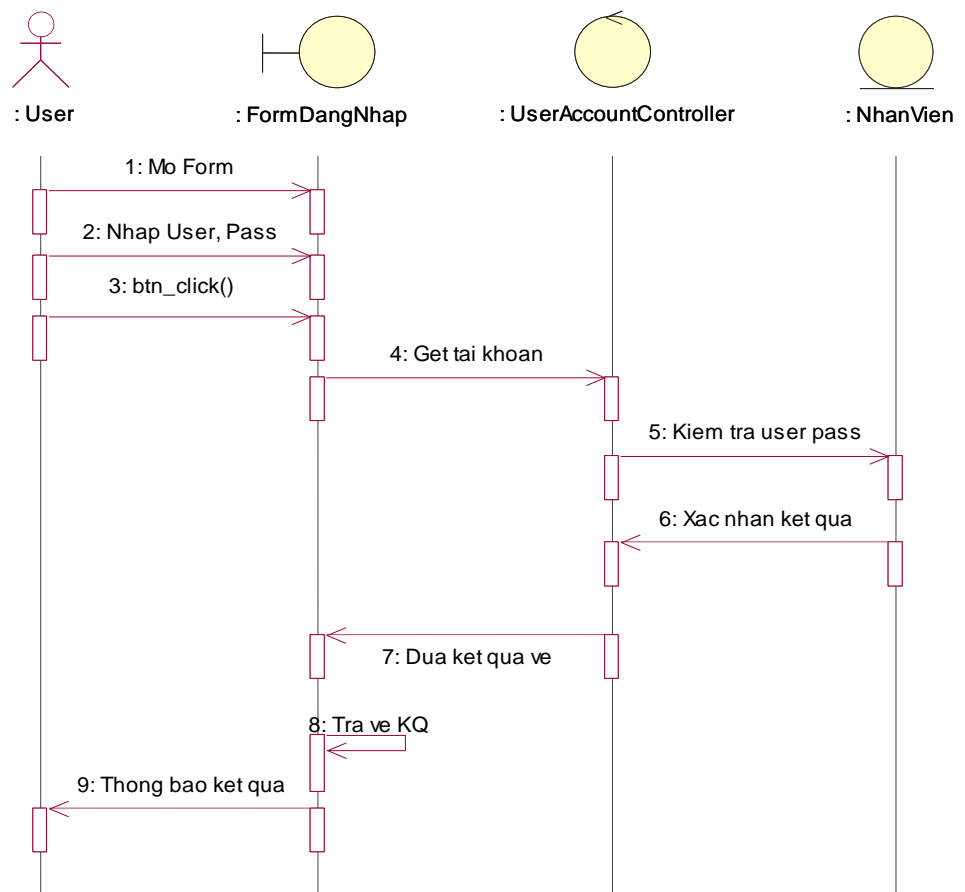 : User
: FormDangNhap
: UserAccountController
: NhanVien
1: Mo Form
2: Nhap User, Pass
3: btn_click()
4: Get tai khoan
5: Kiem tra user pass
6: Xac nhan ket qua
7: Dua ket qua ve
8: Tra ve KQ
9: Thong bao ket qua